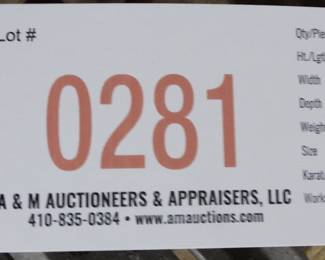 Lot #
0281
A & M AUCTIONEERS & APPRAISERS, LLC
410-835-0384 • www.amauctions.com
Qty/Pie
Ht./Lgt
Width
Depth
Weigh
Size
Karat
Work